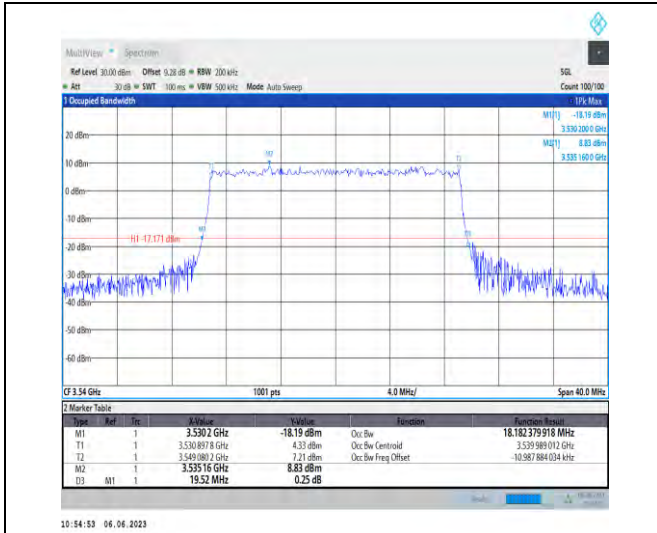 MultiView Spectrum
Ref Level 30.00 dBm Offset 9.28 dB RBW 200 kHz SGL
Att 30 dB SWT 100 ms VBW 500 kHz Mode Auto Sweep Count 100/100
1 Occupied Bandwidth 1Pk Max
M1[1] -18.19 dBm
3.530 200 0 GHz
M2[1] 8.83 dBm
3.535 160 0 GHz
20 dBm
M2
T1
10 dBm
0 dBm
-10 dBm
M1
H1 -17.171 dBm
-20 dBm
-30 dBm
-40 dBm
-50 dBm
-60 dBm
CF 3.54 GHz 1001 pts 4.0 MHz/ Span 40.0 MHz
2 Marker Table
Type Ref Trc X-Value Y-Value Function Function Result
M1 1 3.530 2 GHz -18.19 dBm Occ Bw 18.182 379 918 MHz
T1 1 3.530 897 8 GHz 4.33 dBm Occ Bw Centroid 3.539 989 012 GHz
T2 1 3.549 080 2 GHz 7.21 dBm Occ Bw Freq Offset -10.987 884 034 kHz
M2 1 3.535 16 GHz 8.83 dBm
D3 M1 1 19.52 MHz 0.25 dB
10:54:53 06.06.2023